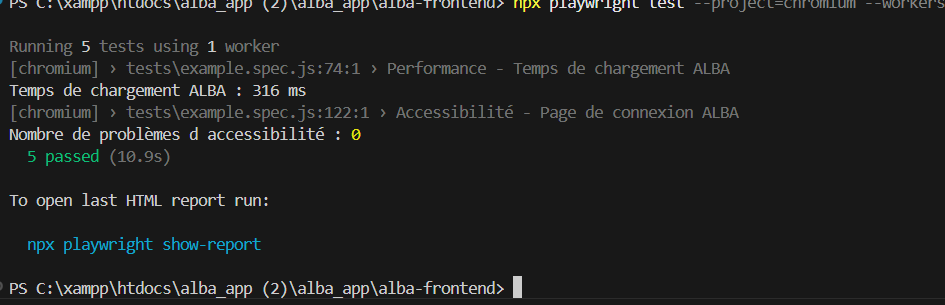 PS C:\xampp\htdocs\alba_app (2)\alba_app\alba-frontend> npx playwright test --project=chromium --workers
Running 5 tests using 1 worker
[chromium] › tests\example.spec.js:74:1 › Performance - Temps de chargement ALBA
Temps de chargement ALBA : 316 ms
[chromium] › tests\example.spec.js:122:1 › Accessibilité - Page de connexion ALBA
Nombre de problèmes d accessibilité : 0
5 passed (10.9s)
To open last HTML report run:
npx playwright show-report
PS C:\xampp\htdocs\alba_app (2)\alba_app\alba-frontend>